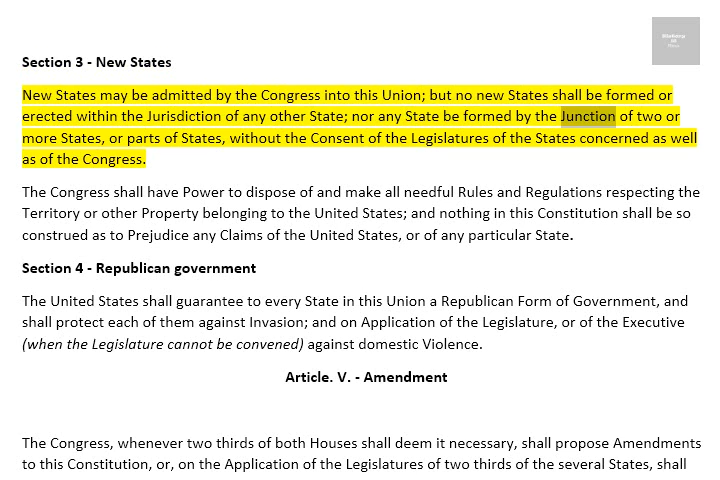 Section 3 - New States
New States may be admitted by the Congress into this Union; but no new States shall be formed or
erected within the Jurisdiction of any other State; nor any State be formed by the Junction of two or
more States, or parts of States, without the Consent of the Legislatures of the States concerned as well
as of the Congress.
The Congress shall have Power to dispose of and make all needful Rules and Regulations respecting the
Territory or other Property belonging to the United States; and nothing in this Constitution shall be so
construed as to Prejudice any Claims of the United States, or of any particular State.
Section 4 - Republican government
The United States shall guarantee to every State in this Union a Republican Form of Government, and
shall protect each of them against Invasion; and on Application of the Legislature, or of the Executive
(when the Legislature cannot be convened) against domestic Violence.
Article. V. - Amendment
The Congress, whenever two thirds of both Houses shall deem it necessary, shall propose Amendments
to this Constitution, or, on the Application of the Legislatures of two thirds of the several States, shall